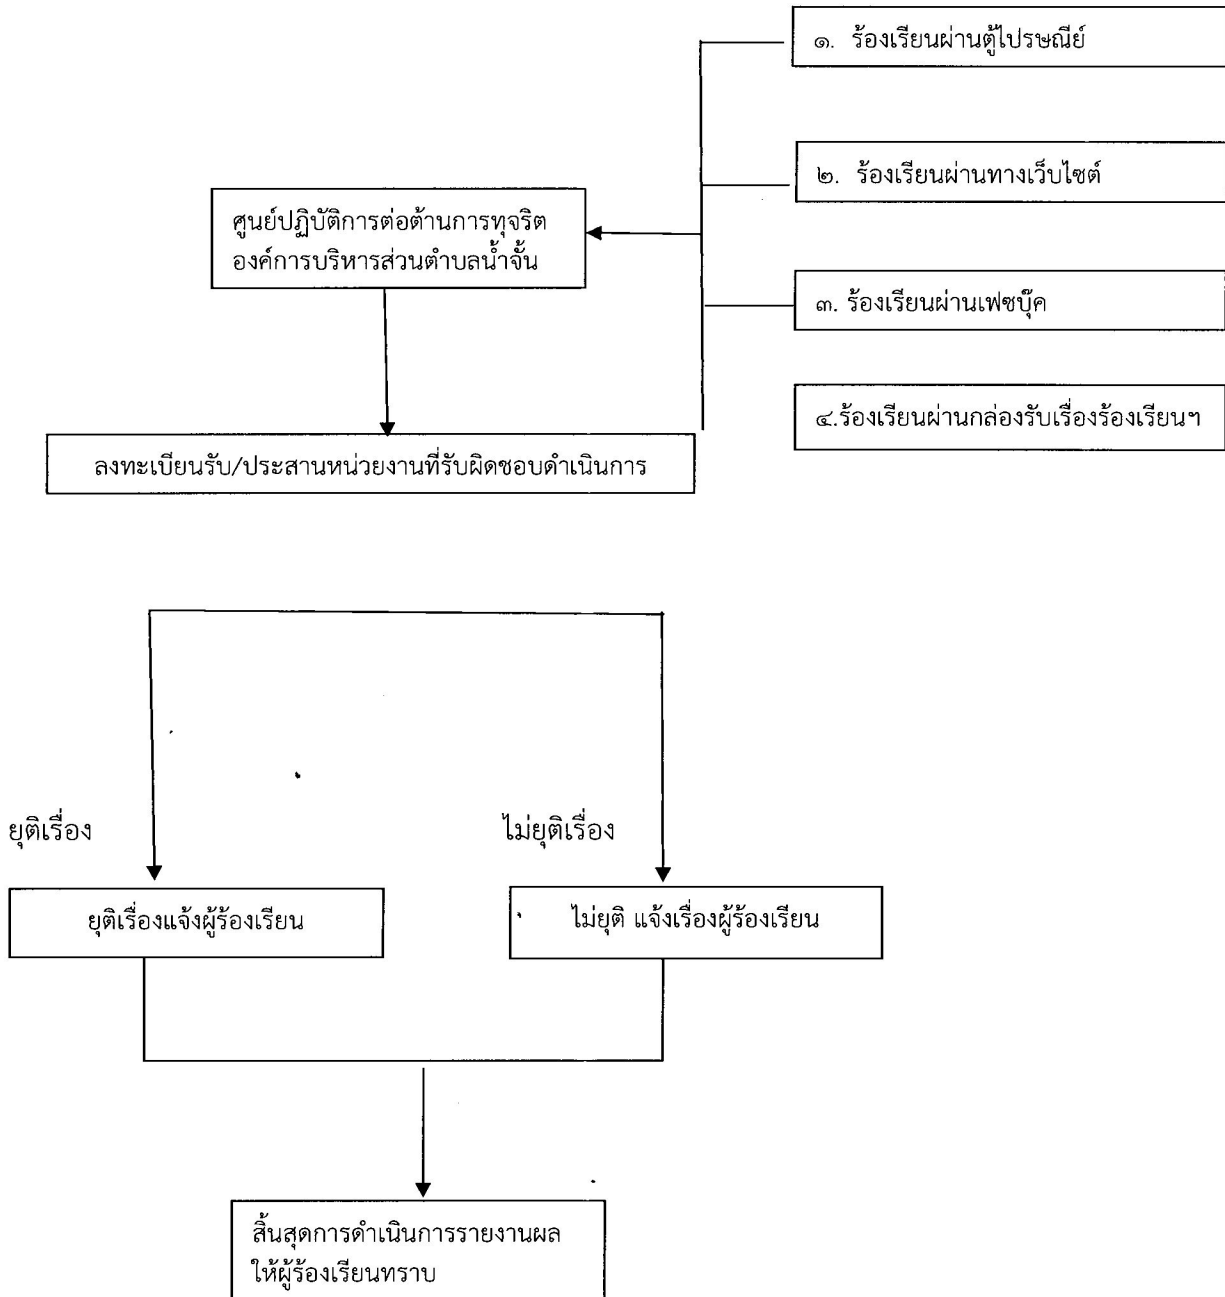 ๑. ร้องเรียนผ่านตู้ไปรษณีย์
๒. ร้องเรียนผ่านทางเว็บไซต์
ศูนย์ปฏิบัติการต่อต้านการทุจริต
องค์การบริหารส่วนตำบลน้ำจั้น
๓. ร้องเรียนผ่านเฟซบุ๊ค
๔.ร้องเรียนผ่านกล่องรับเรื่องร้องเรียนฯ
ลงทะเบียนรับ/ประสานหน่วยงานที่รับผิดชอบดำเนินการ
ยุติเรื่อง
ไม่ยุติเรื่อง
ยุติเรื่องแจ้งผู้ร้องเรียน
ไม่ยุติ แจ้งเรื่องผู้ร้องเรียน
สิ้นสุดการดำเนินการรายงานผล
ให้ผู้ร้องเรียนทราบ